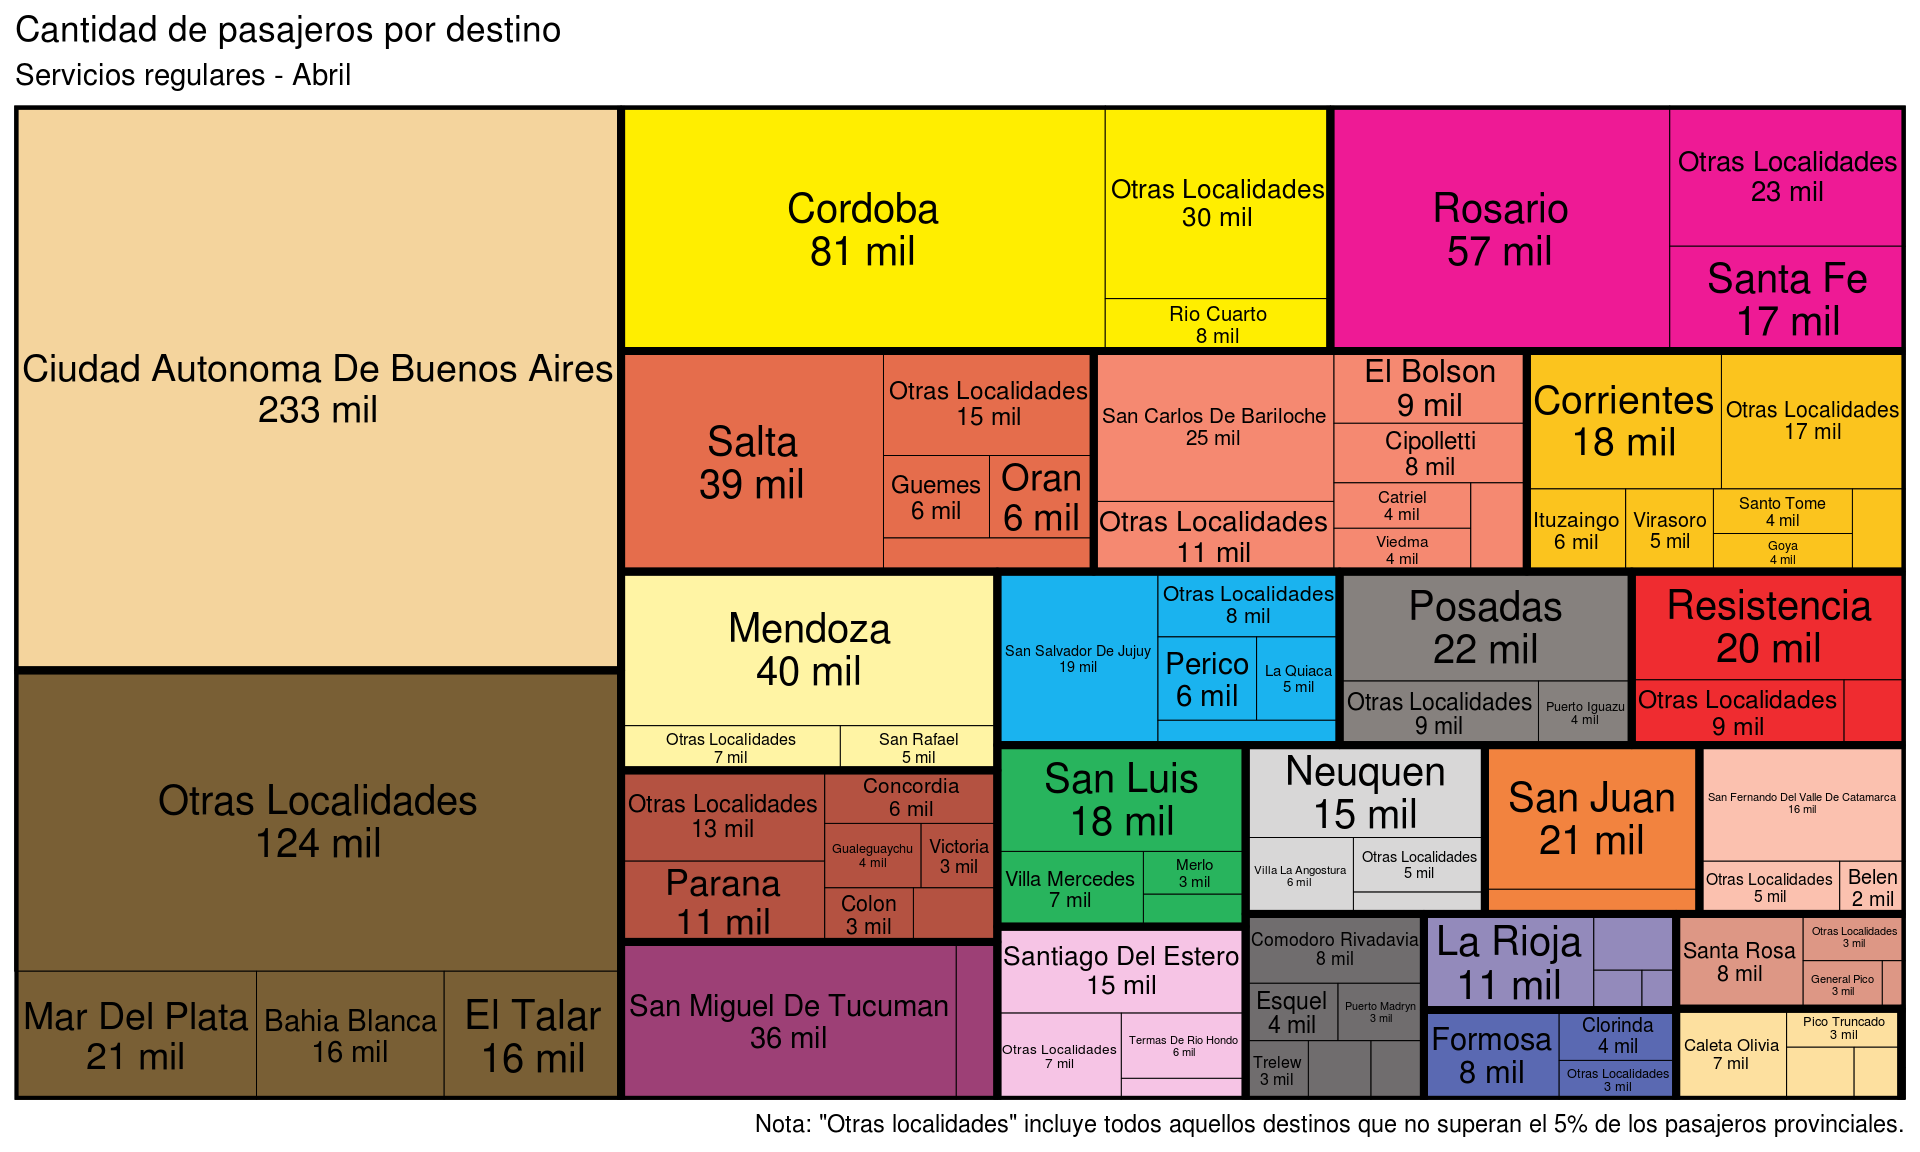 Cantidad de pasajeros por destino
Servicios regulares - Abril
Ciudad Autonoma De Buenos Aires
233 mil
Otras Localidades
124 mil
Mar Del Plata
21 mil
Bahia Blanca
16 mil
El Talar
16 mil
Cordoba
81 mil
Otras Localidades
30 mil
Rio Cuarto
8 mil
Rosario
57 mil
Otras Localidades
23 mil
Santa Fe
17 mil
Salta
39 mil
Otras Localidades
15 mil
Guemes
6 mil
Oran
6 mil
San Carlos De Bariloche
25 mil
Otras Localidades
11 mil
El Bolson
9 mil
Cipolletti
8 mil
Catriel
4 mil
Viedma
4 mil
Corrientes
18 mil
Otras Localidades
17 mil
Ituzaingo
6 mil
Virasoro
5 mil
Santo Tome
4 mil
Goya
4 mil
Mendoza
40 mil
Otras Localidades
7 mil
San Rafael
5 mil
San Salvador De Jujuy
19 mil
Otras Localidades
8 mil
Perico
6 mil
La Quiaca
5 mil
Posadas
22 mil
Otras Localidades
9 mil
Puerto Iguazu
4 mil
Resistencia
20 mil
Otras Localidades
9 mil
Otras Localidades
13 mil
Parana
11 mil
Concordia
6 mil
Gualeguaychu
4 mil
Victoria
3 mil
Colon
3 mil
San Miguel De Tucuman
36 mil
San Luis
18 mil
Villa Mercedes
7 mil
Merlo
3 mil
Neuquen
15 mil
Villa La Angostura
6 mil
Otras Localidades
5 mil
San Juan
21 mil
San Fernando Del Valle De Catamarca
16 mil
Otras Localidades
5 mil
Belen
2 mil
Santiago Del Estero
15 mil
Otras Localidades
7 mil
Termas De Rio Hondo
6 mil
Comodoro Rivadavia
8 mil
Esquel
4 mil
Puerto Madryn
3 mil
Trelew
3 mil
La Rioja
11 mil
Santa Rosa
8 mil
Otras Localidades
3 mil
General Pico
3 mil
Formosa
8 mil
Clorinda
4 mil
Otras Localidades
3 mil
Caleta Olivia
7 mil
Pico Truncado
3 mil
Nota: "Otras localidades" incluye todos aquellos destinos que no superan el 5% de los pasajeros provinciales.